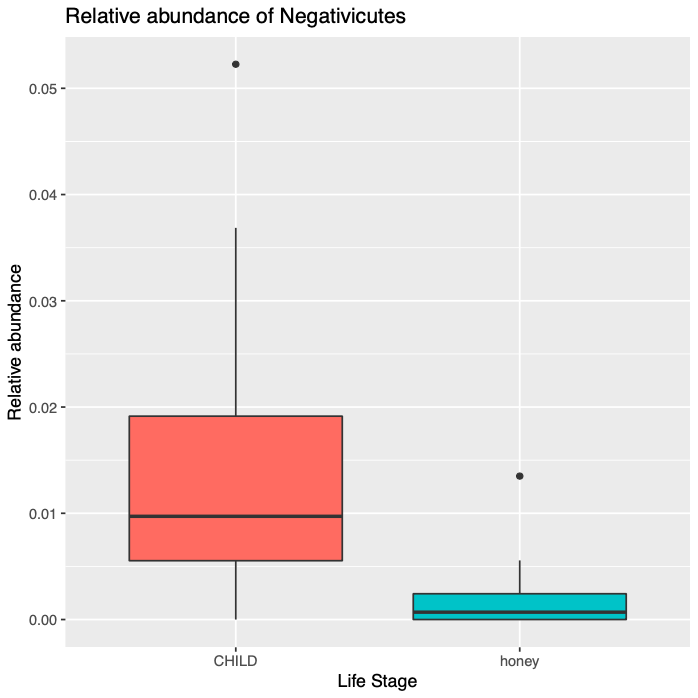 Relative abundance of Negativicutes
Relative abundance
0.05
0.04
0.03
0.02
0.01
0.00
CHILD
honey
Life Stage